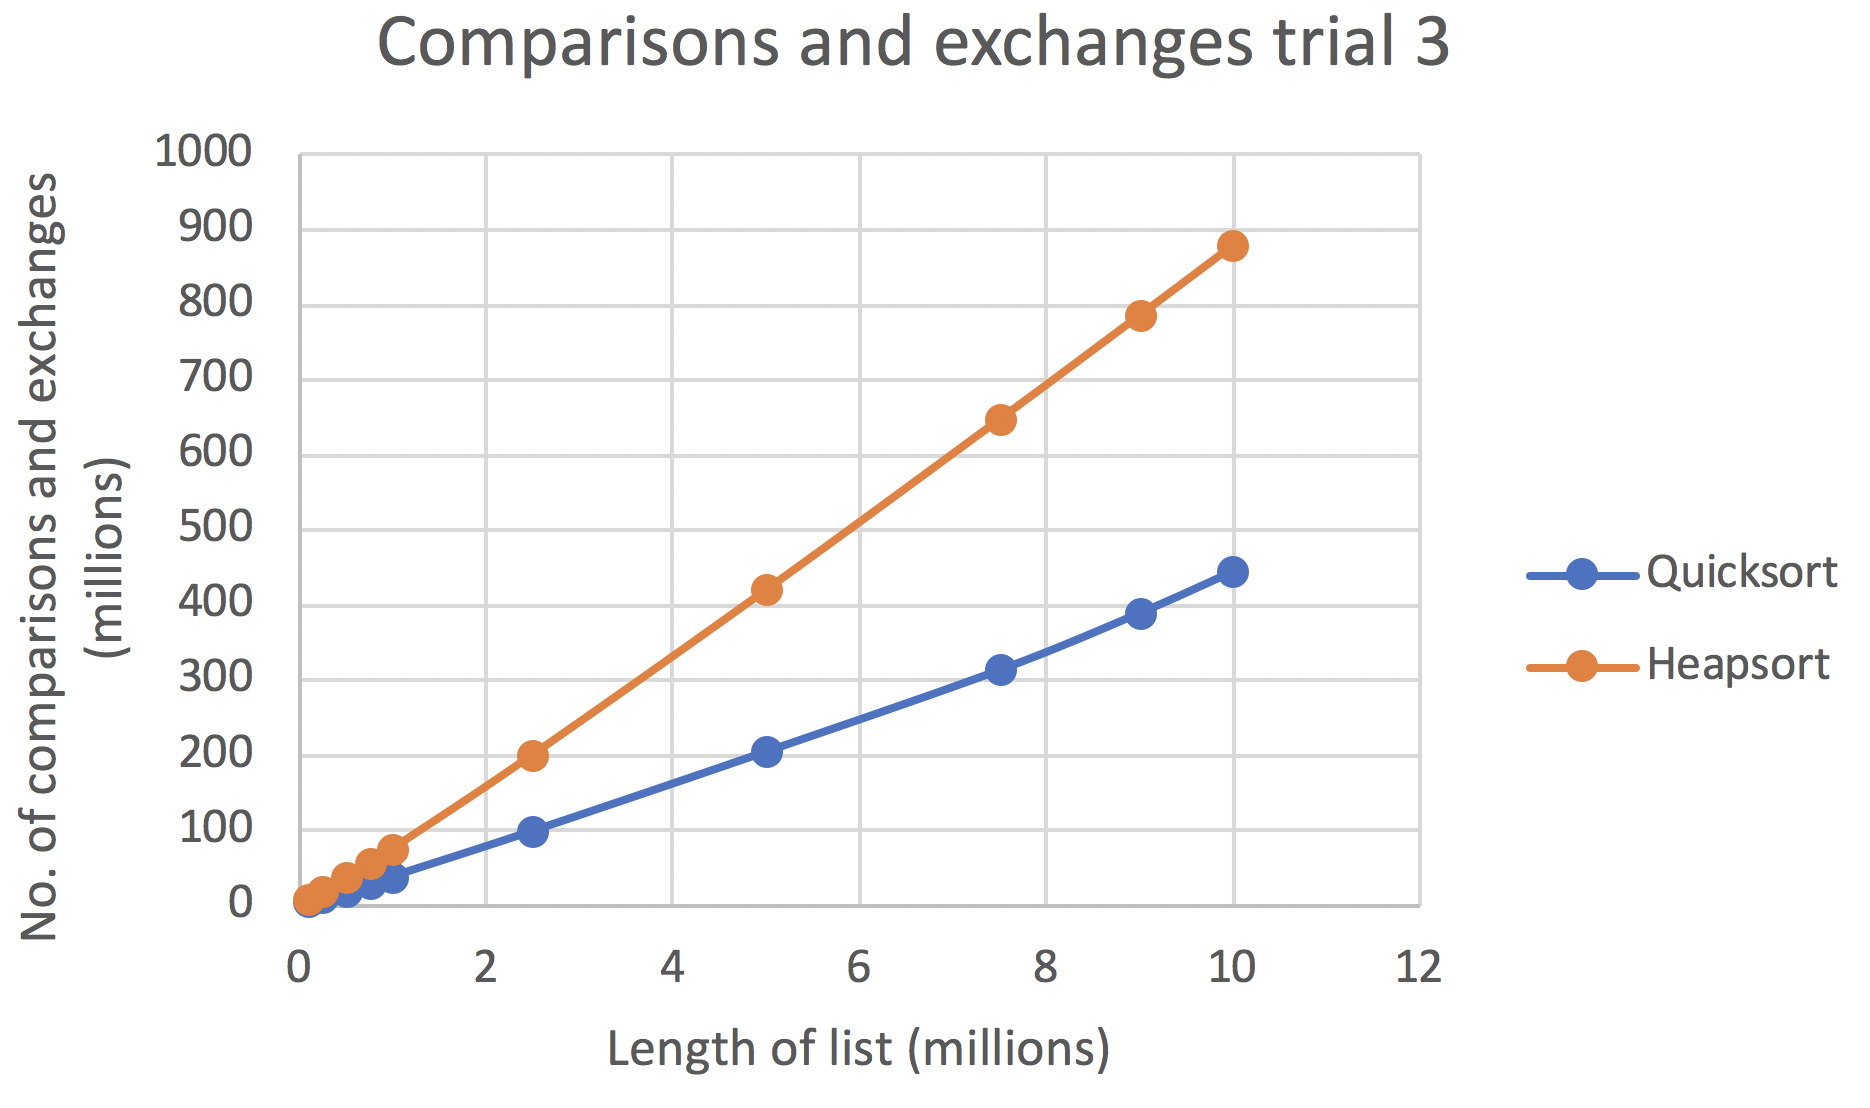 Comparisons and exchanges trial 3
No. of comparisons and exchanges
(millions)
1000
900
800
700
600
500
400
300
200
100
0
0 2 4 6 8 10 12
Length of list (millions)
Quicksort
Heapsort